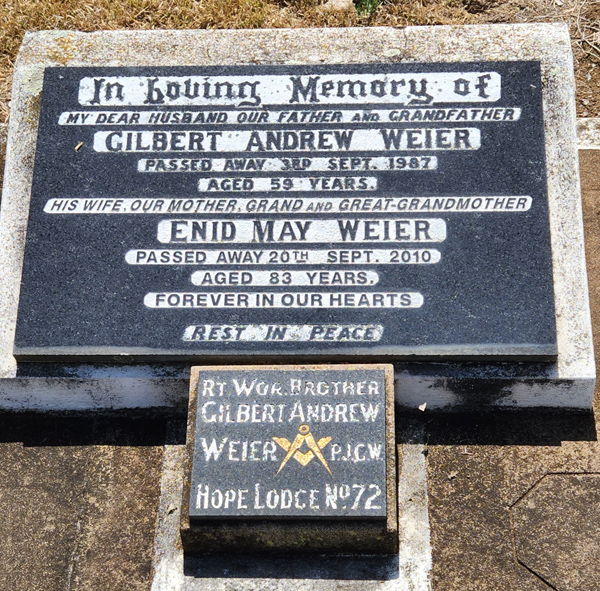 In Loving Memory of
MY DEAR HUSBAND OUR FATHER AND GRANDFATHER
GILBERT ANDREW WEIER
PASSED AWAY 3RD SEPT. 1987
AGED 59 YEARS.
HIS WIFE, OUR MOTHER, GRAND AND GREAT-GRANDMOTHER
ENID MAY WEIER
PASSED AWAY 20TH SEPT. 2010
AGED 83 YEARS.
FOREVER IN OUR HEARTS
REST IN PEACE
RT WOR. BROTHER
GILBERT ANDREW
WEIER P.J.G.W.
HOPE LODGE NO. 72